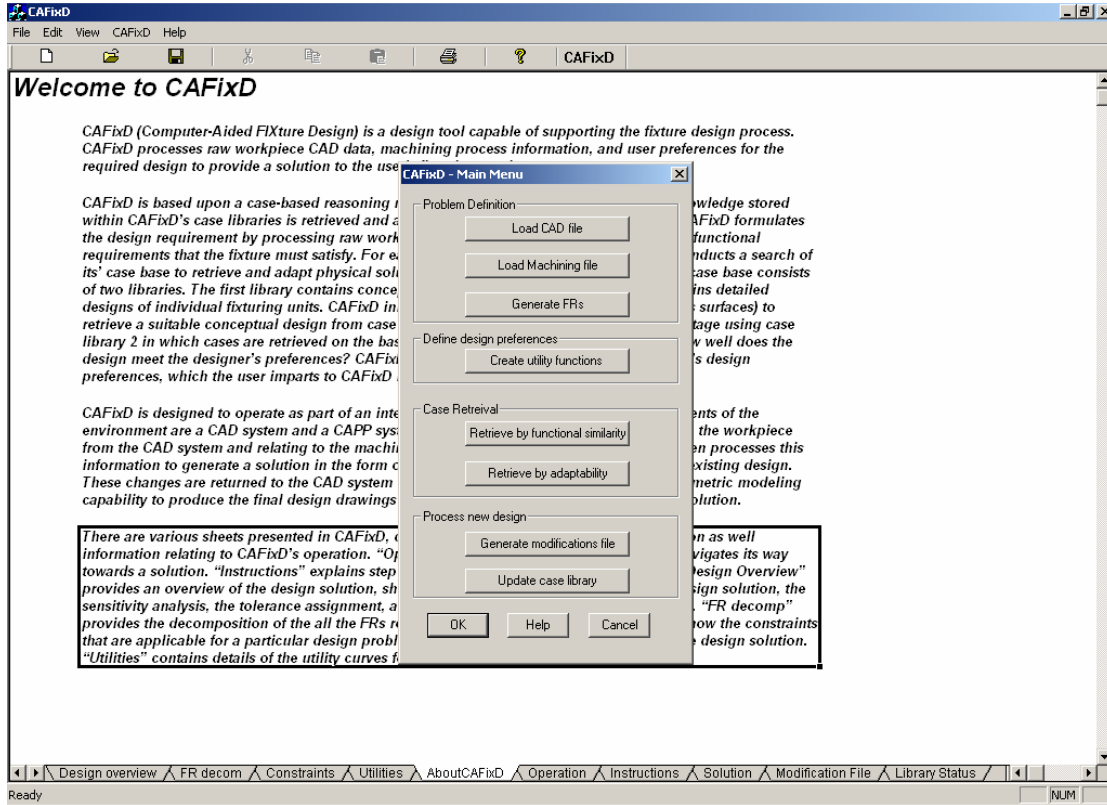 CAFixD
File Edit View CAFixD Help
CAFixD
Welcome to CAFixD
CAFixD (Computer-Aided FIXture Design) is a design tool capable of supporting the fixture design process.
CAFixD processes raw workpiece CAD data, machining process information, and user preferences for the
required design to provide a solution to the use
CAFixD is based upon a case-based reasoning
within CAFixD's case libraries is retrieved and a
the design requirement by processing raw work
requirements that the fixture must satisfy. For e
its' case base to retrieve and adapt physical sol
of two libraries. The first library contains conce
designs of individual fixturing units. CAFixD in
retrieve a suitable conceptual design from case
library 2 in which cases are retrieved on the bas
design meet the designer's preferences? CAFix
preferences, which the user imparts to CAFixD
CAFixD is designed to operate as part of an inte
environment are a CAD system and a CAPP sys
from the CAD system and relating to the machi
information to generate a solution in the form
These changes are returned to the CAD system
capability to produce the final design drawings
There are various sheets presented in CAFixD,
information relating to CAFixD's operation. "Op
towards a solution. "Instructions" explains step
provides an overview of the design solution, sh
sensitivity analysis, the tolerance assignment, a
provides the decomposition of the all the FRs r
that are applicable for a particular design probl
"Utilities" contains details of the utility curves f
wledge stored
AFixD formulates
functional
nducts a search of
case base consists
ins detailed
surfaces) to
tage using case
w well does the
's design
ents of the
the workpiece
en processes this
existing design.
metric modeling
olution.
on as well
vigates its way
Design Overview"
sign solution, the
. "FR decomp"
now the constraints
design solution.
CAFixD - Main Menu
Problem Definition
Load CAD file
Load Machining file
Generate FRs
Define design preferences
Create utility functions
Case Retreival
Retrieve by functional similarity
Retrieve by adaptability
Process new design
Generate modifications file
Update case library
OK Help Cancel
Design overview FR decom Constraints Utilities AboutCAFixD Operation Instructions Solution Modification File Library Status
Ready NUM